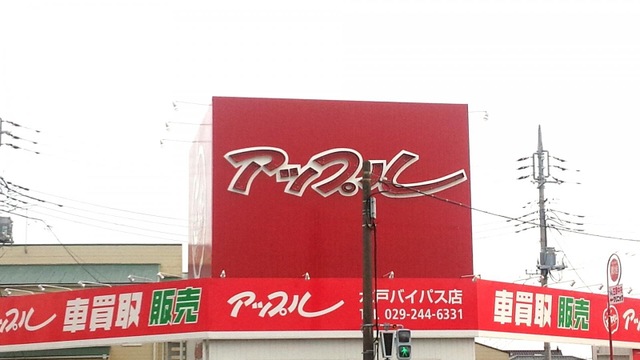 アップル
アップル 車買取 販売 アップル 水戸バイパス店 車買取 販売
TEL 029-244-6331